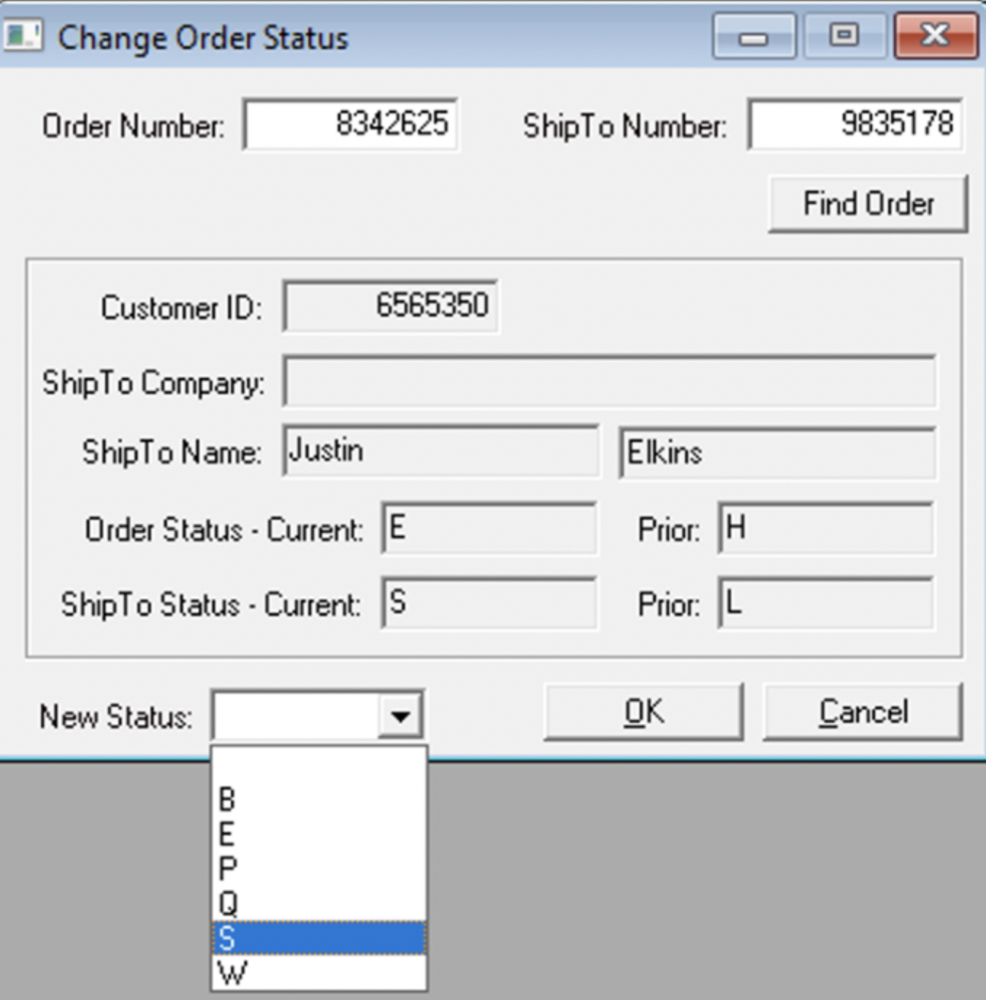 Change Order Status
Order Number: 8342625 ShipTo Number: 9835178
Find Order
Customer ID: 6565350
ShipTo Company:
ShipTo Name: Justin Elkins
Order Status - Current: E Prior: H
ShipTo Status - Current: S Prior: L
New Status: OK Cancel
B
E
P
Q
S
W